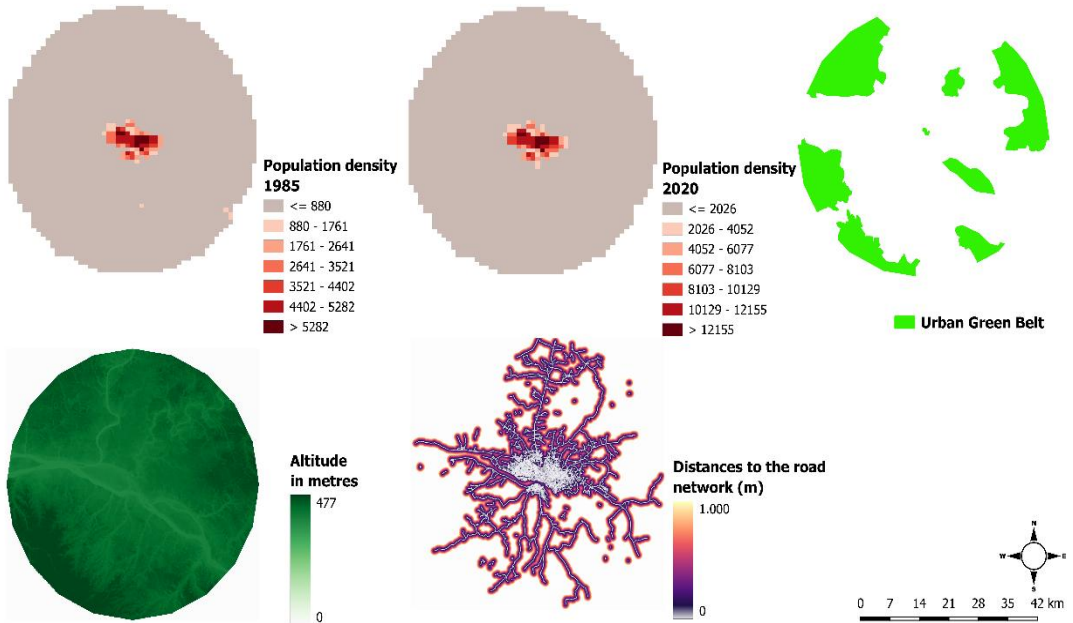 Population density
1985
<= 880
880 - 1761
1761 - 2641
2641 - 3521
3521 - 4402
4402 - 5282
> 5282
Population density
2020
<= 2026
2026 - 4052
4052 - 6077
6077 - 8103
8103 - 10129
10129 - 12155
> 12155
Urban Green Belt
Altitude
in metres
477
0
Distances to the road
network (m)
1.000
0
N
W E
S
0 7 14 21 28 35 42 km